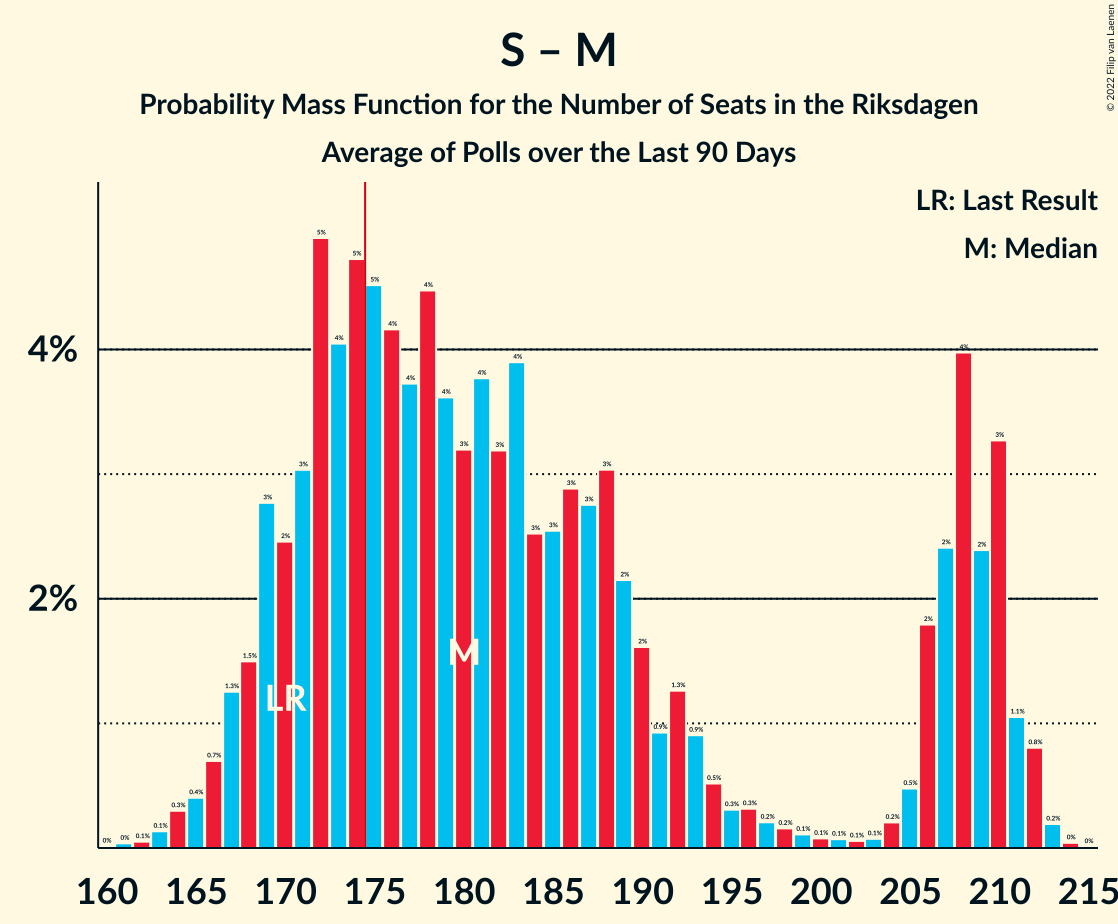 S – M
Probability Mass Function for the Number of Seats in the Riksdagen
Average of Polls over the Last 90 Days
© 2022 Filip van Laenen
LR: Last Result
M: Median
4%
2%
0% 0% 0.1% 0.1% 0.3% 0.4% 0.7% 1.3% 1.5% 3% 2% 3% 5% 4% 5% 5% 4% 4% 4% 4% 3% 4% 3% 4% 3% 3% 3% 3% 3% 2% 2% 0.9% 1.3% 0.9% 0.5% 0.3% 0.3% 0.2% 0.2% 0.1% 0.1% 0.1% 0.1% 0.1% 0.2% 0.5% 2% 2% 4% 2% 3% 1.1% 0.8% 0.2% 0% 0%
M
LR
160 165 170 175 180 185 190 195 200 205 210 215